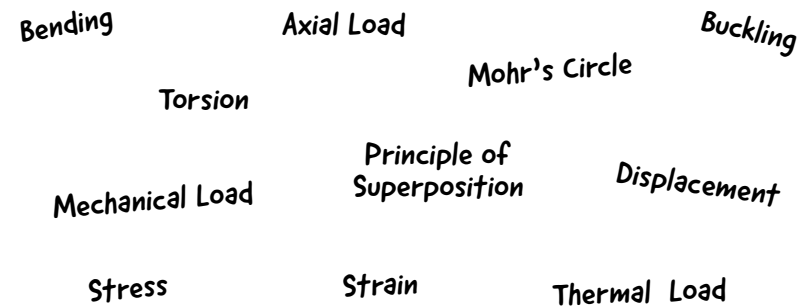 Bending
Axial Load
Buckling
Mohr's Circle
Torsion
Principle of
Superposition
Displacement
Mechanical Load
Stress
Strain
Thermal Load